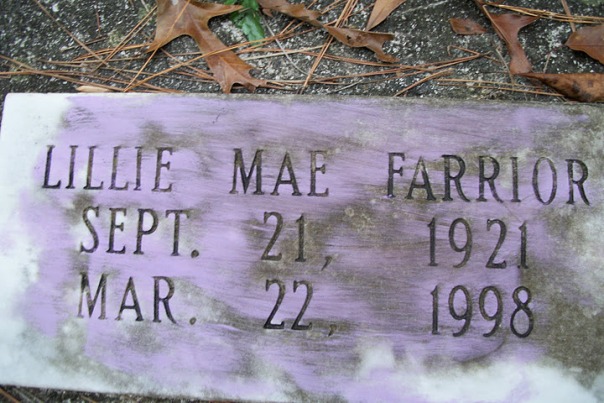 LILLIE MAE FARRIOR
SEPT. 21, 1921
MAR. 22, 1998